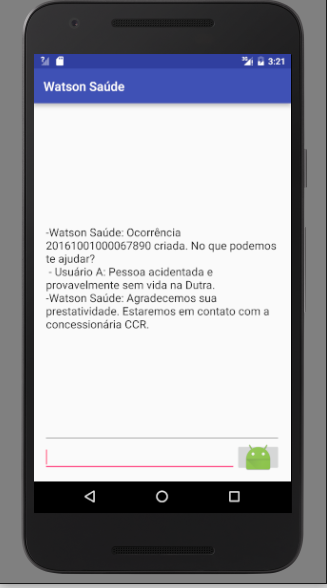 3:21
Watson Saúde
-Watson Saúde: Ocorrência
20161001000067890 criada. No que podemos
te ajudar?
- Usuário A: Pessoa acidentada e
provavelmente sem vida na Dutra.
-Watson Saúde: Agradecemos sua
prestatividade. Estaremos em contato com a
concessionária CCR.